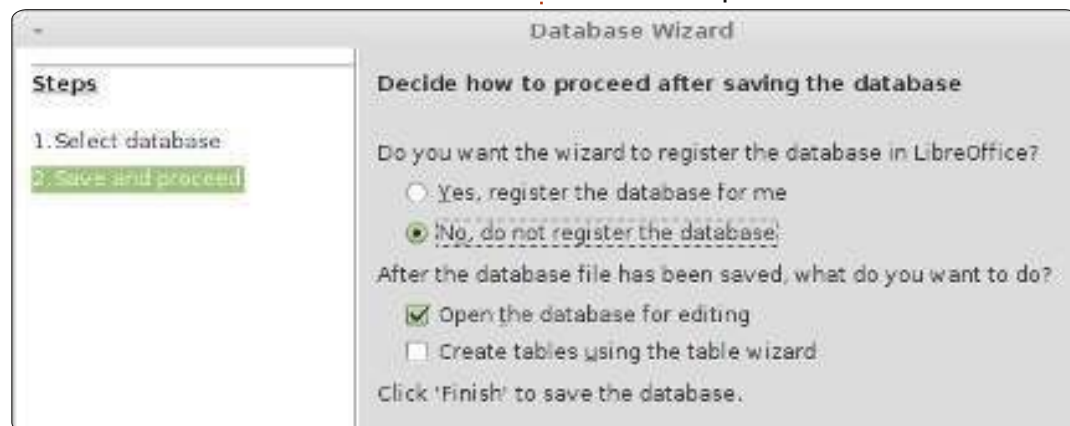 Database Wizard
Steps
1. Select database
2. Save and proceed
Decide how to proceed after saving the database
Do you want the wizard to register the database in LibreOffice?
Yes, register the database for me
No, do not register the database
After the database file has been saved, what do you want to do?
Open the database for editing
Create tables using the table wizard
Click 'Finish' to save the database.